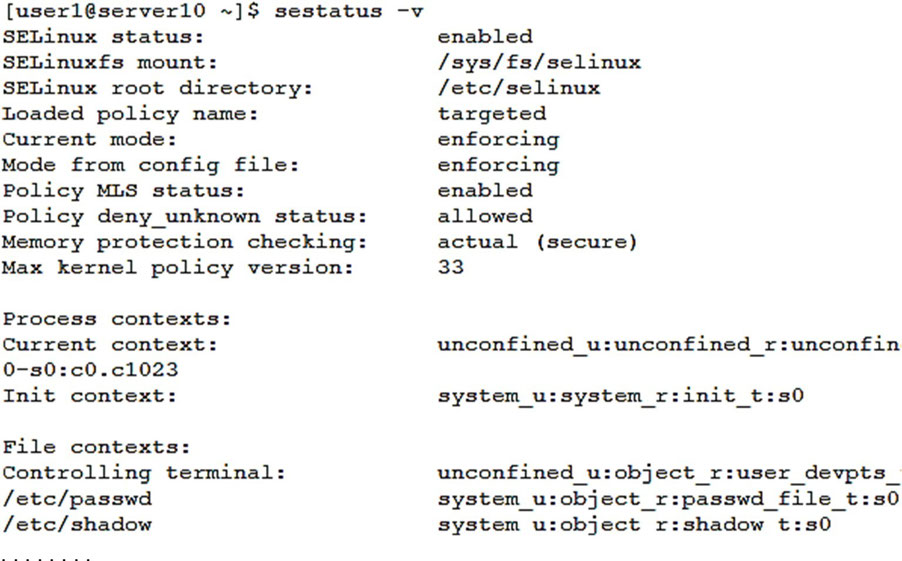 [user1@server10 ~]$ sestatus -v
SELinux status: enabled
SELinuxfs mount: /sys/fs/selinux
SELinux root directory: /etc/selinux
Loaded policy name: targeted
Current mode: enforcing
Mode from config file: enforcing
Policy MLS status: enabled
Policy deny_unknown status: allowed
Memory protection checking: actual (secure)
Max kernel policy version: 33
Process contexts:
Current context: unconfined_u:unconfined_r:unconfin
0-s0:c0.c1023
Init context: system_u:system_r:init_t:s0
File contexts:
Controlling terminal: unconfined_u:object_r:user_devpts_
/etc/passwd system_u:object_r:passwd_file_t:s0
/etc/shadow system u:object r:shadow t:s0
. . . . . . . .